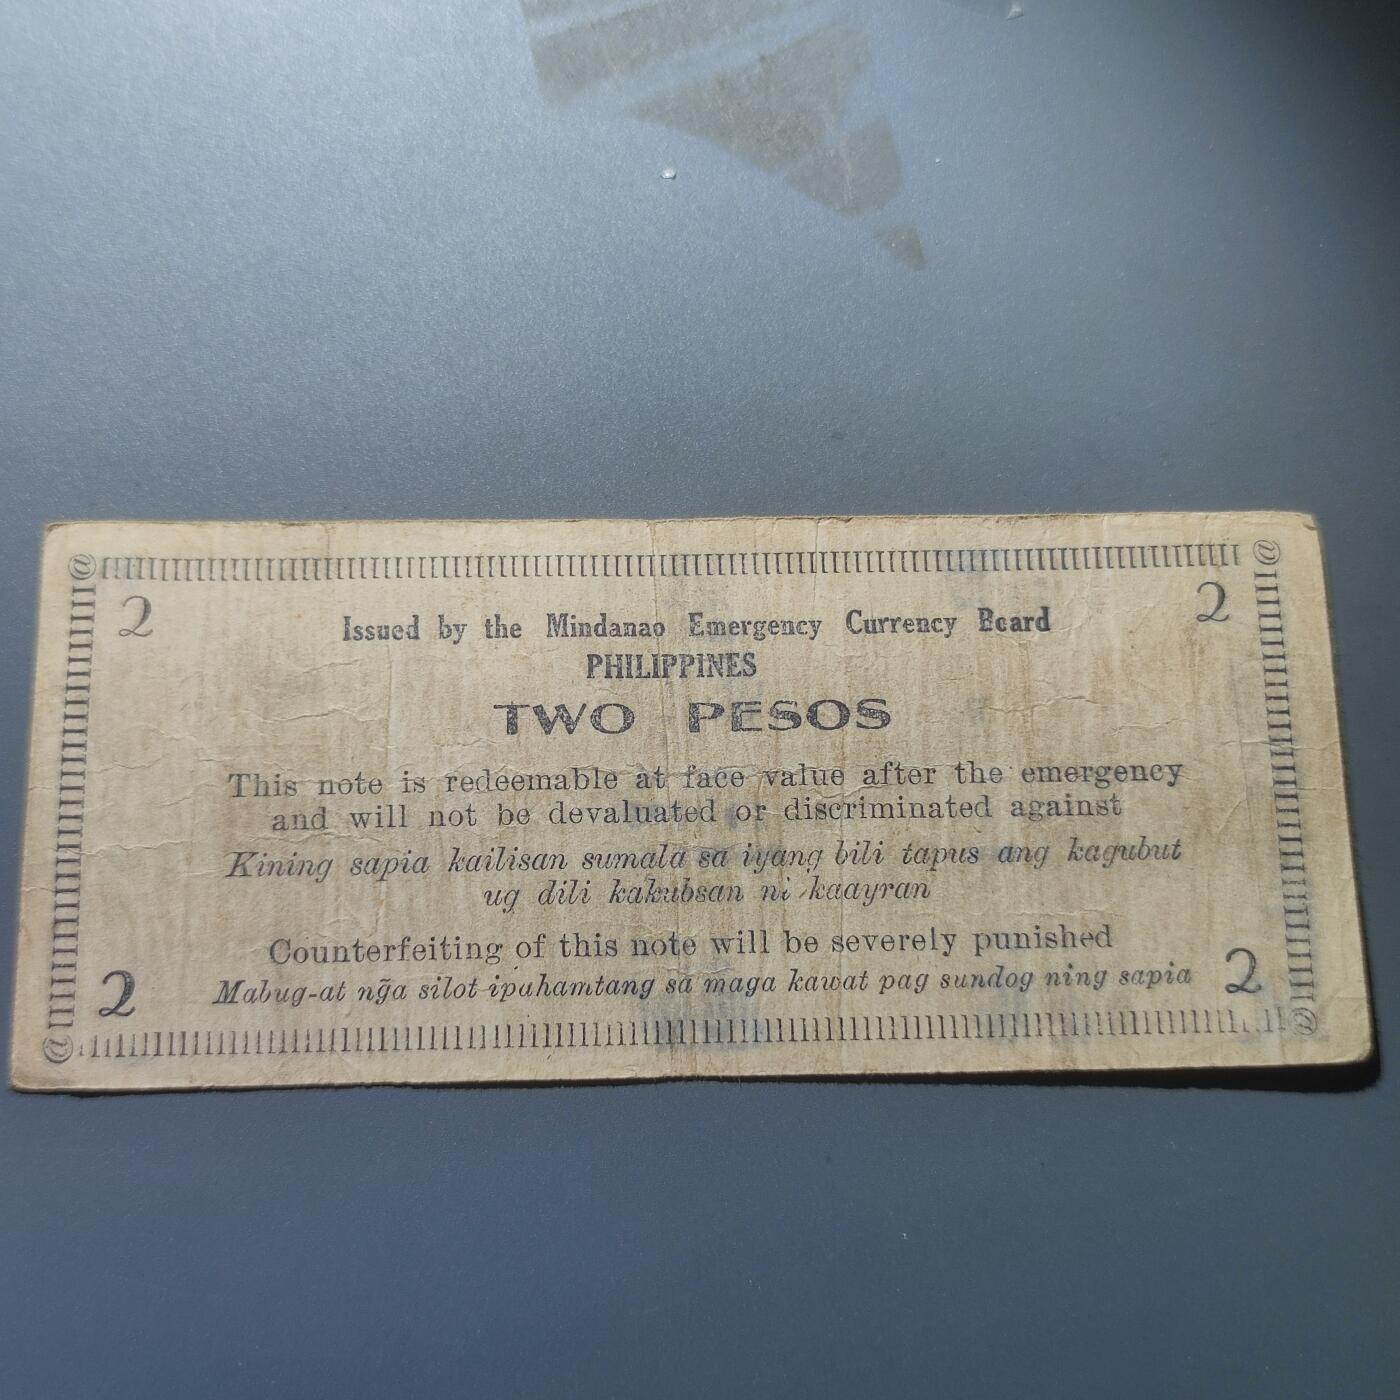 2 2
Issued by the Mindanao Emergency Currency Board
PHILIPPINES
TWO PESOS
This note is redeemable at face value after the emergency
and will not be devaluated or discriminated against
Kining sapia kailisan sumala sa iyang bili tapus ang kagubut
ug dili kakubsan ni kaayran
Counterfeiting of this note will be severely punished
Mabug-at ng̃a silot ipahamtang sa maga kawat pag sundog ning sapia
2 2